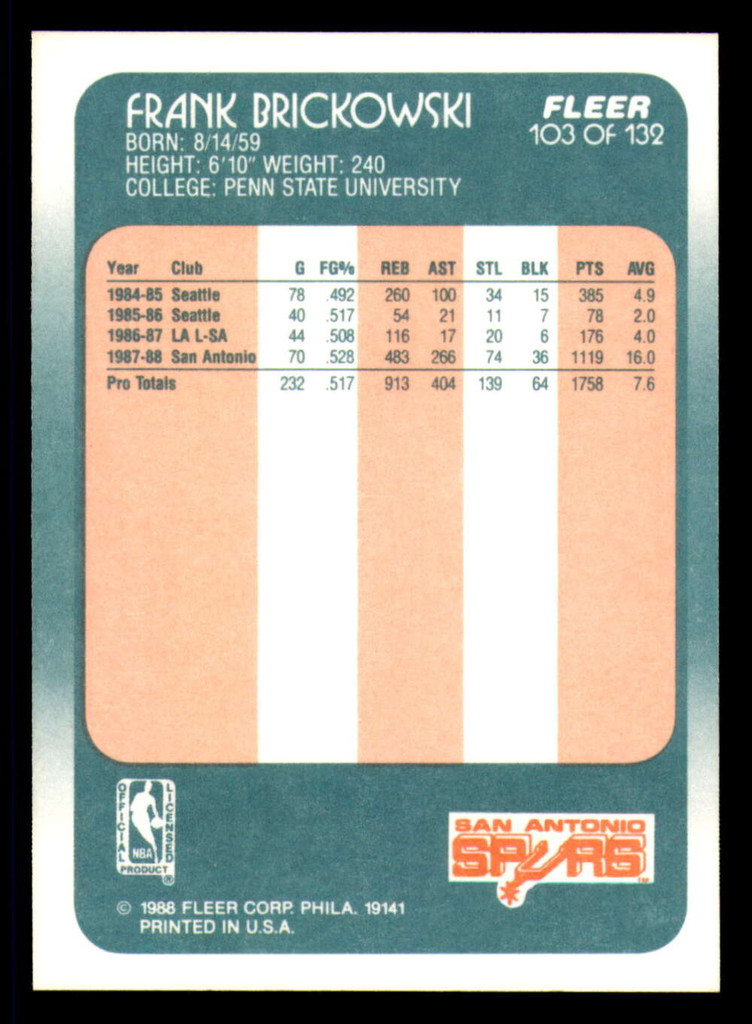 FRANK BRICKOWSKI
FLEER
103 OF 132
BORN: 8/14/59
HEIGHT: 6'10" WEIGHT: 240
COLLEGE: PENN STATE UNIVERSITY
Year Club G FG% REB AST STL BLK PTS AVG
1984-85 Seattle 78 .492 260 100 34 15 385 4.9
1985-86 Seattle 40 .517 54 21 11 7 78 2.0
1986-87 LA L-SA 44 .508 116 17 20 6 176 4.0
1987-88 San Antonio 70 .528 483 266 74 36 1119 16.0
Pro Totals 232 .517 913 404 139 64 1758 7.6
OFFICIAL LICENSED
NBA
PRODUCT ®
SAN ANTONIO
SPURS
TM
© 1988 FLEER CORP. PHILA. 19141
PRINTED IN U.S.A.